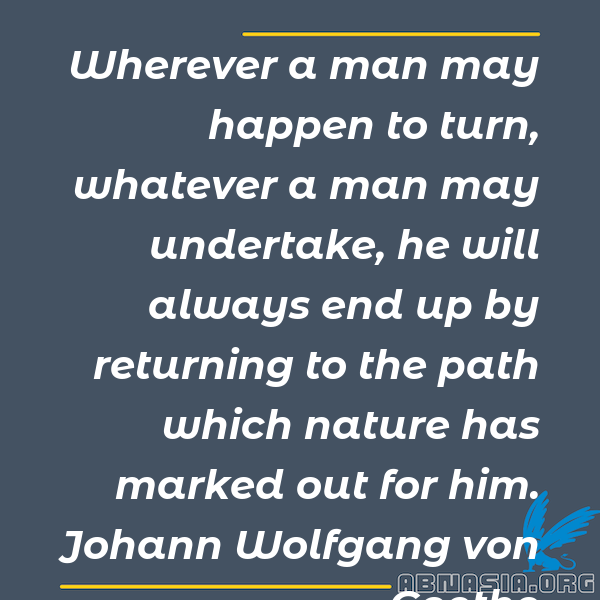 Wherever a man may
happen to turn,
whatever a man may
undertake, he will
always end up by
returning to the path
which nature has
marked out for him.
Johann Wolfgang von
Goethe
ABNASIA.ORG